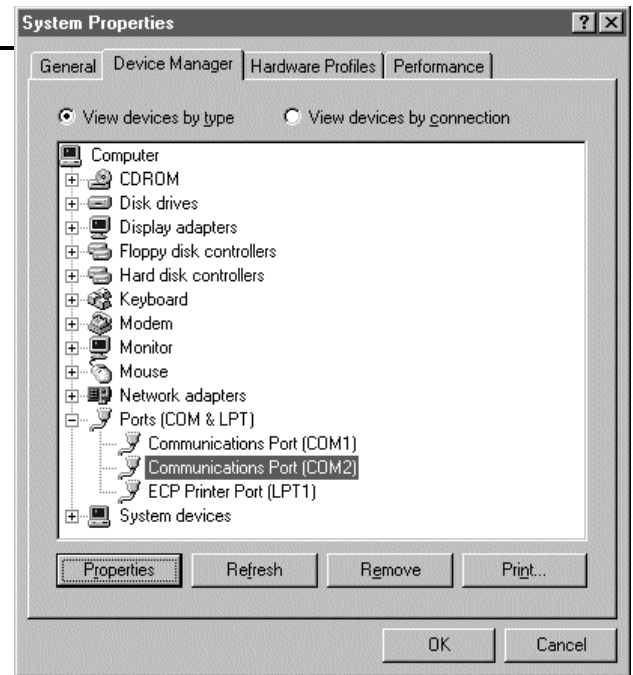 System Properties
General Device Manager Hardware Profiles Performance
View devices by type View devices by connection
Computer
CDROM
Disk drives
Display adapters
Floppy disk controllers
Hard disk controllers
Keyboard
Modem
Monitor
Mouse
Network adapters
Ports (COM & LPT)
Communications Port (COM1)
Communications Port (COM2)
ECP Printer Port (LPT1)
System devices
Properties Refresh Remove Print...
OK Cancel